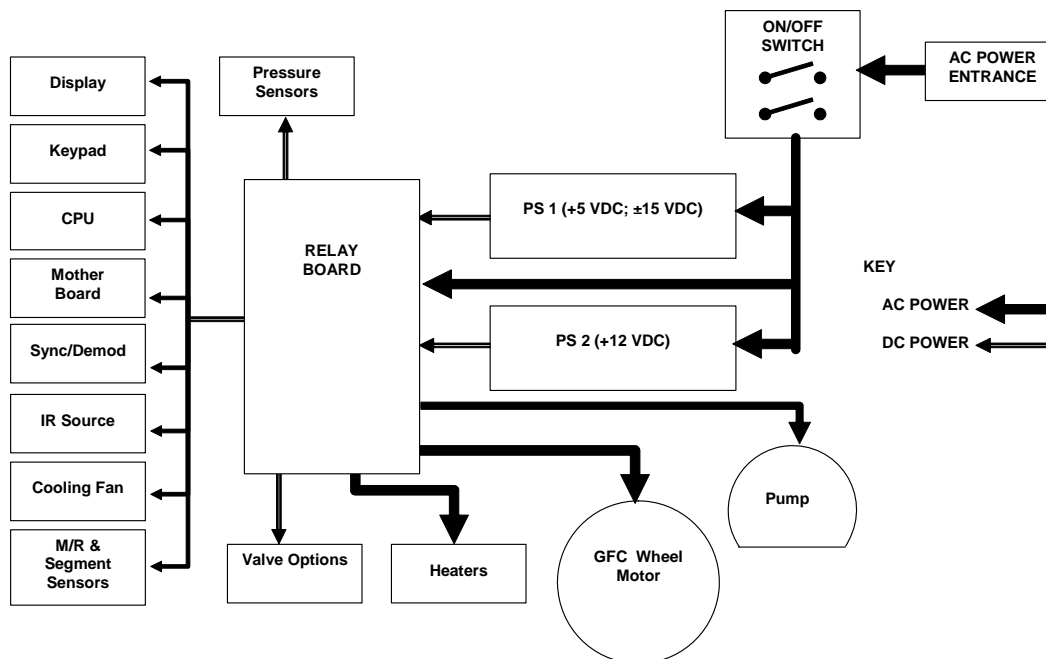 ON/OFF
SWITCH
AC POWER
ENTRANCE
Display
Pressure
Sensors
Keypad
CPU
PS 1 (+5 VDC; ±15 VDC)
RELAY
BOARD
Mother
Board
KEY
AC POWER
Sync/Demod
PS 2 (+12 VDC)
DC POWER
IR Source
Cooling Fan
Pump
M/R &
Segment
Sensors
Valve Options
Heaters
GFC Wheel
Motor